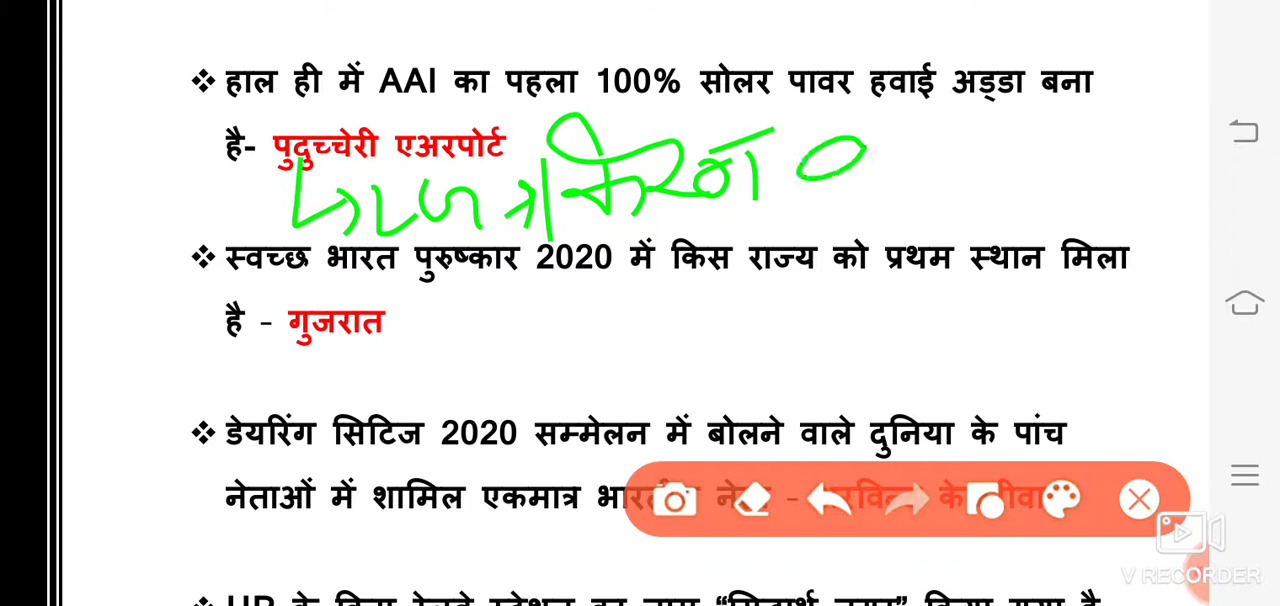 ❖ हाल ही में AAI का पहला 100% सोलर पावर हवाई अड्डा बना
है- पुदुच्चेरी एअरपोर्ट
किरन
❖ स्वच्छ भारत पुरुष्कार 2020 में किस राज्य को प्रथम स्थान मिला
है - गुजरात
❖ डेयरिंग सिटिज 2020 सम्मेलन में बोलने वाले दुनिया के पांच
नेताओं में शामिल एकमात्र
V RECORDER